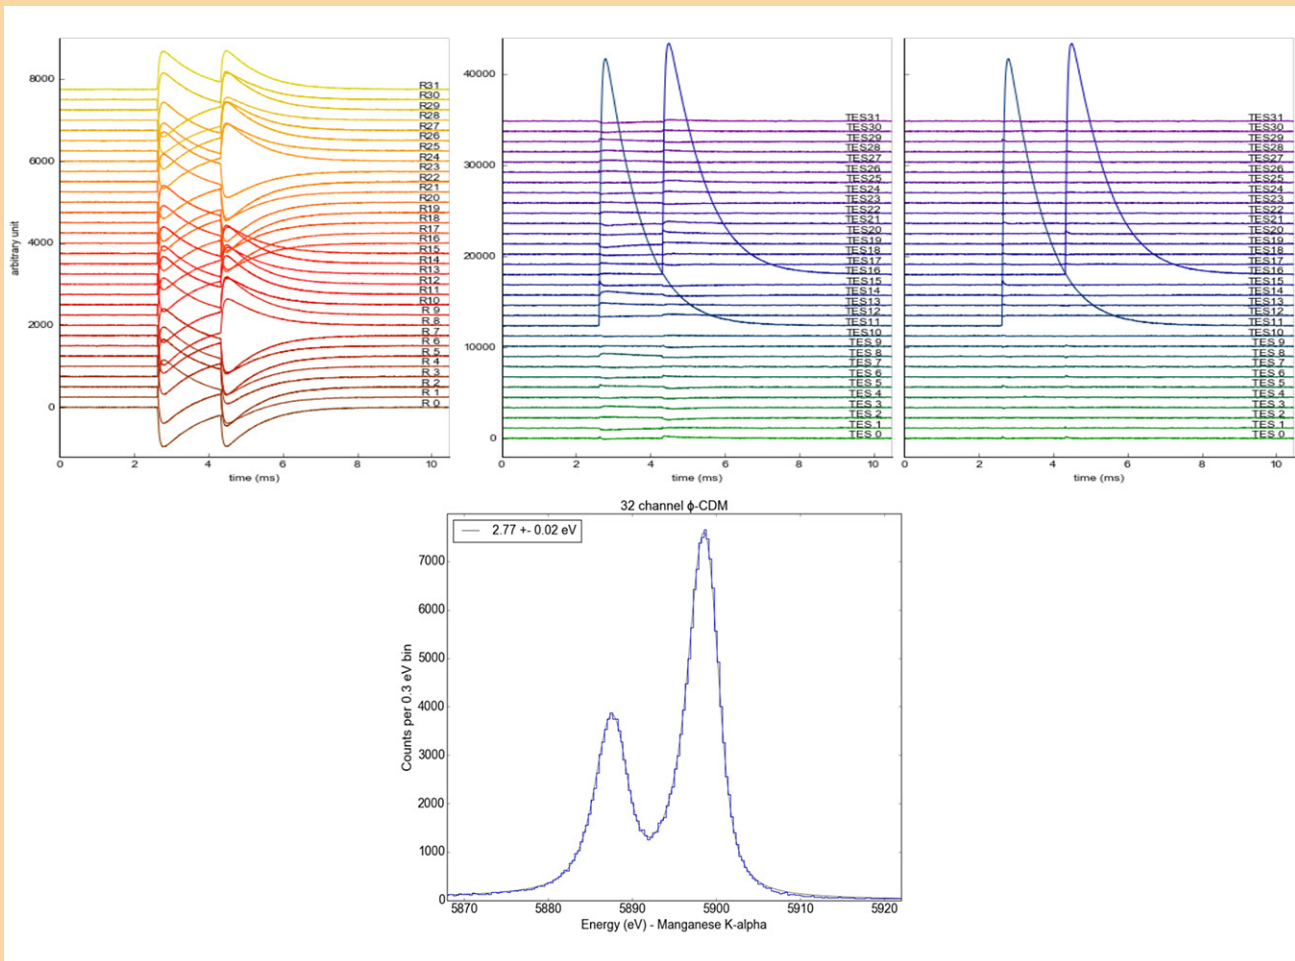 8000
6000
4000
2000
0
arbitrary unit
R31
R30
R29
R28
R27
R26
R25
R24
R23
R22
R21
R20
R19
R18
R17
R16
R15
R14
R13
R12
R11
R10
R 9
R 8
R 7
R 6
R 5
R 4
R 3
R 2
R 1
R 0
0 2 4 6 8 10
time (ms)
40000
30000
20000
10000
0
TES31
TES30
TES29
TES28
TES27
TES26
TES25
TES24
TES23
TES22
TES21
TES20
TES19
TES18
TES17
TES16
TES15
TES14
TES13
TES12
TES11
TES10
TES 9
TES 8
TES 7
TES 6
TES 5
TES 4
TES 3
TES 2
TES 1
TES 0
0 2 4 6 8 10
time (ms)
TES31
TES30
TES29
TES28
TES27
TES26
TES25
TES24
TES23
TES22
TES21
TES20
TES19
TES18
TES17
TES16
TES15
TES14
TES13
TES12
TES11
TES10
TES 9
TES 8
TES 7
TES 6
TES 5
TES 4
TES 3
TES 2
TES 1
TES 0
0 2 4 6 8 10
time (ms)
32 channel ϕ-CDM
2.77 +- 0.02 eV
7000
6000
5000
4000
3000
2000
1000
0
Counts per 0.3 eV bin
5870 5880 5890 5900 5910 5920
Energy (eV) - Manganese K-alpha